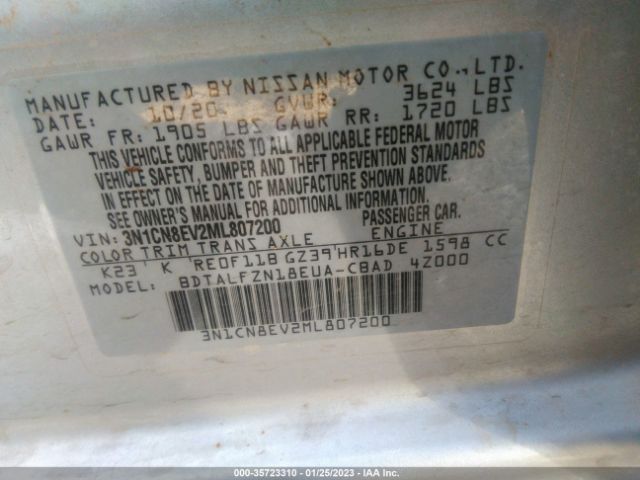 MANUFACTURED BY NISSAN MOTOR CO.,LTD.
DATE: 10/20 GVWR: 3624 LBS
GAWR FR: 1905 LBS GAWR RR: 1720 LBS
THIS VEHICLE CONFORMS TO ALL APPLICABLE FEDERAL MOTOR
VEHICLE SAFETY, BUMPER AND THEFT PREVENTION STANDARDS
IN EFFECT ON THE DATE OF MANUFACTURE SHOWN ABOVE.
SEE OWNER'S MANUAL FOR ADDITIONAL INFORMATION.
VIN: 3N1CN8EV2ML807200 PASSENGER CAR.
COLOR TRIM TRANS AXLE ENGINE
K23 K RE0F11B GZ39 HR16DE 1598 CC
MODEL: BDTALFZN18EUA-CBAD 4Z000
3N1CN8EV2ML807200
000-35723310 - 01/25/2023 - IAA Inc.